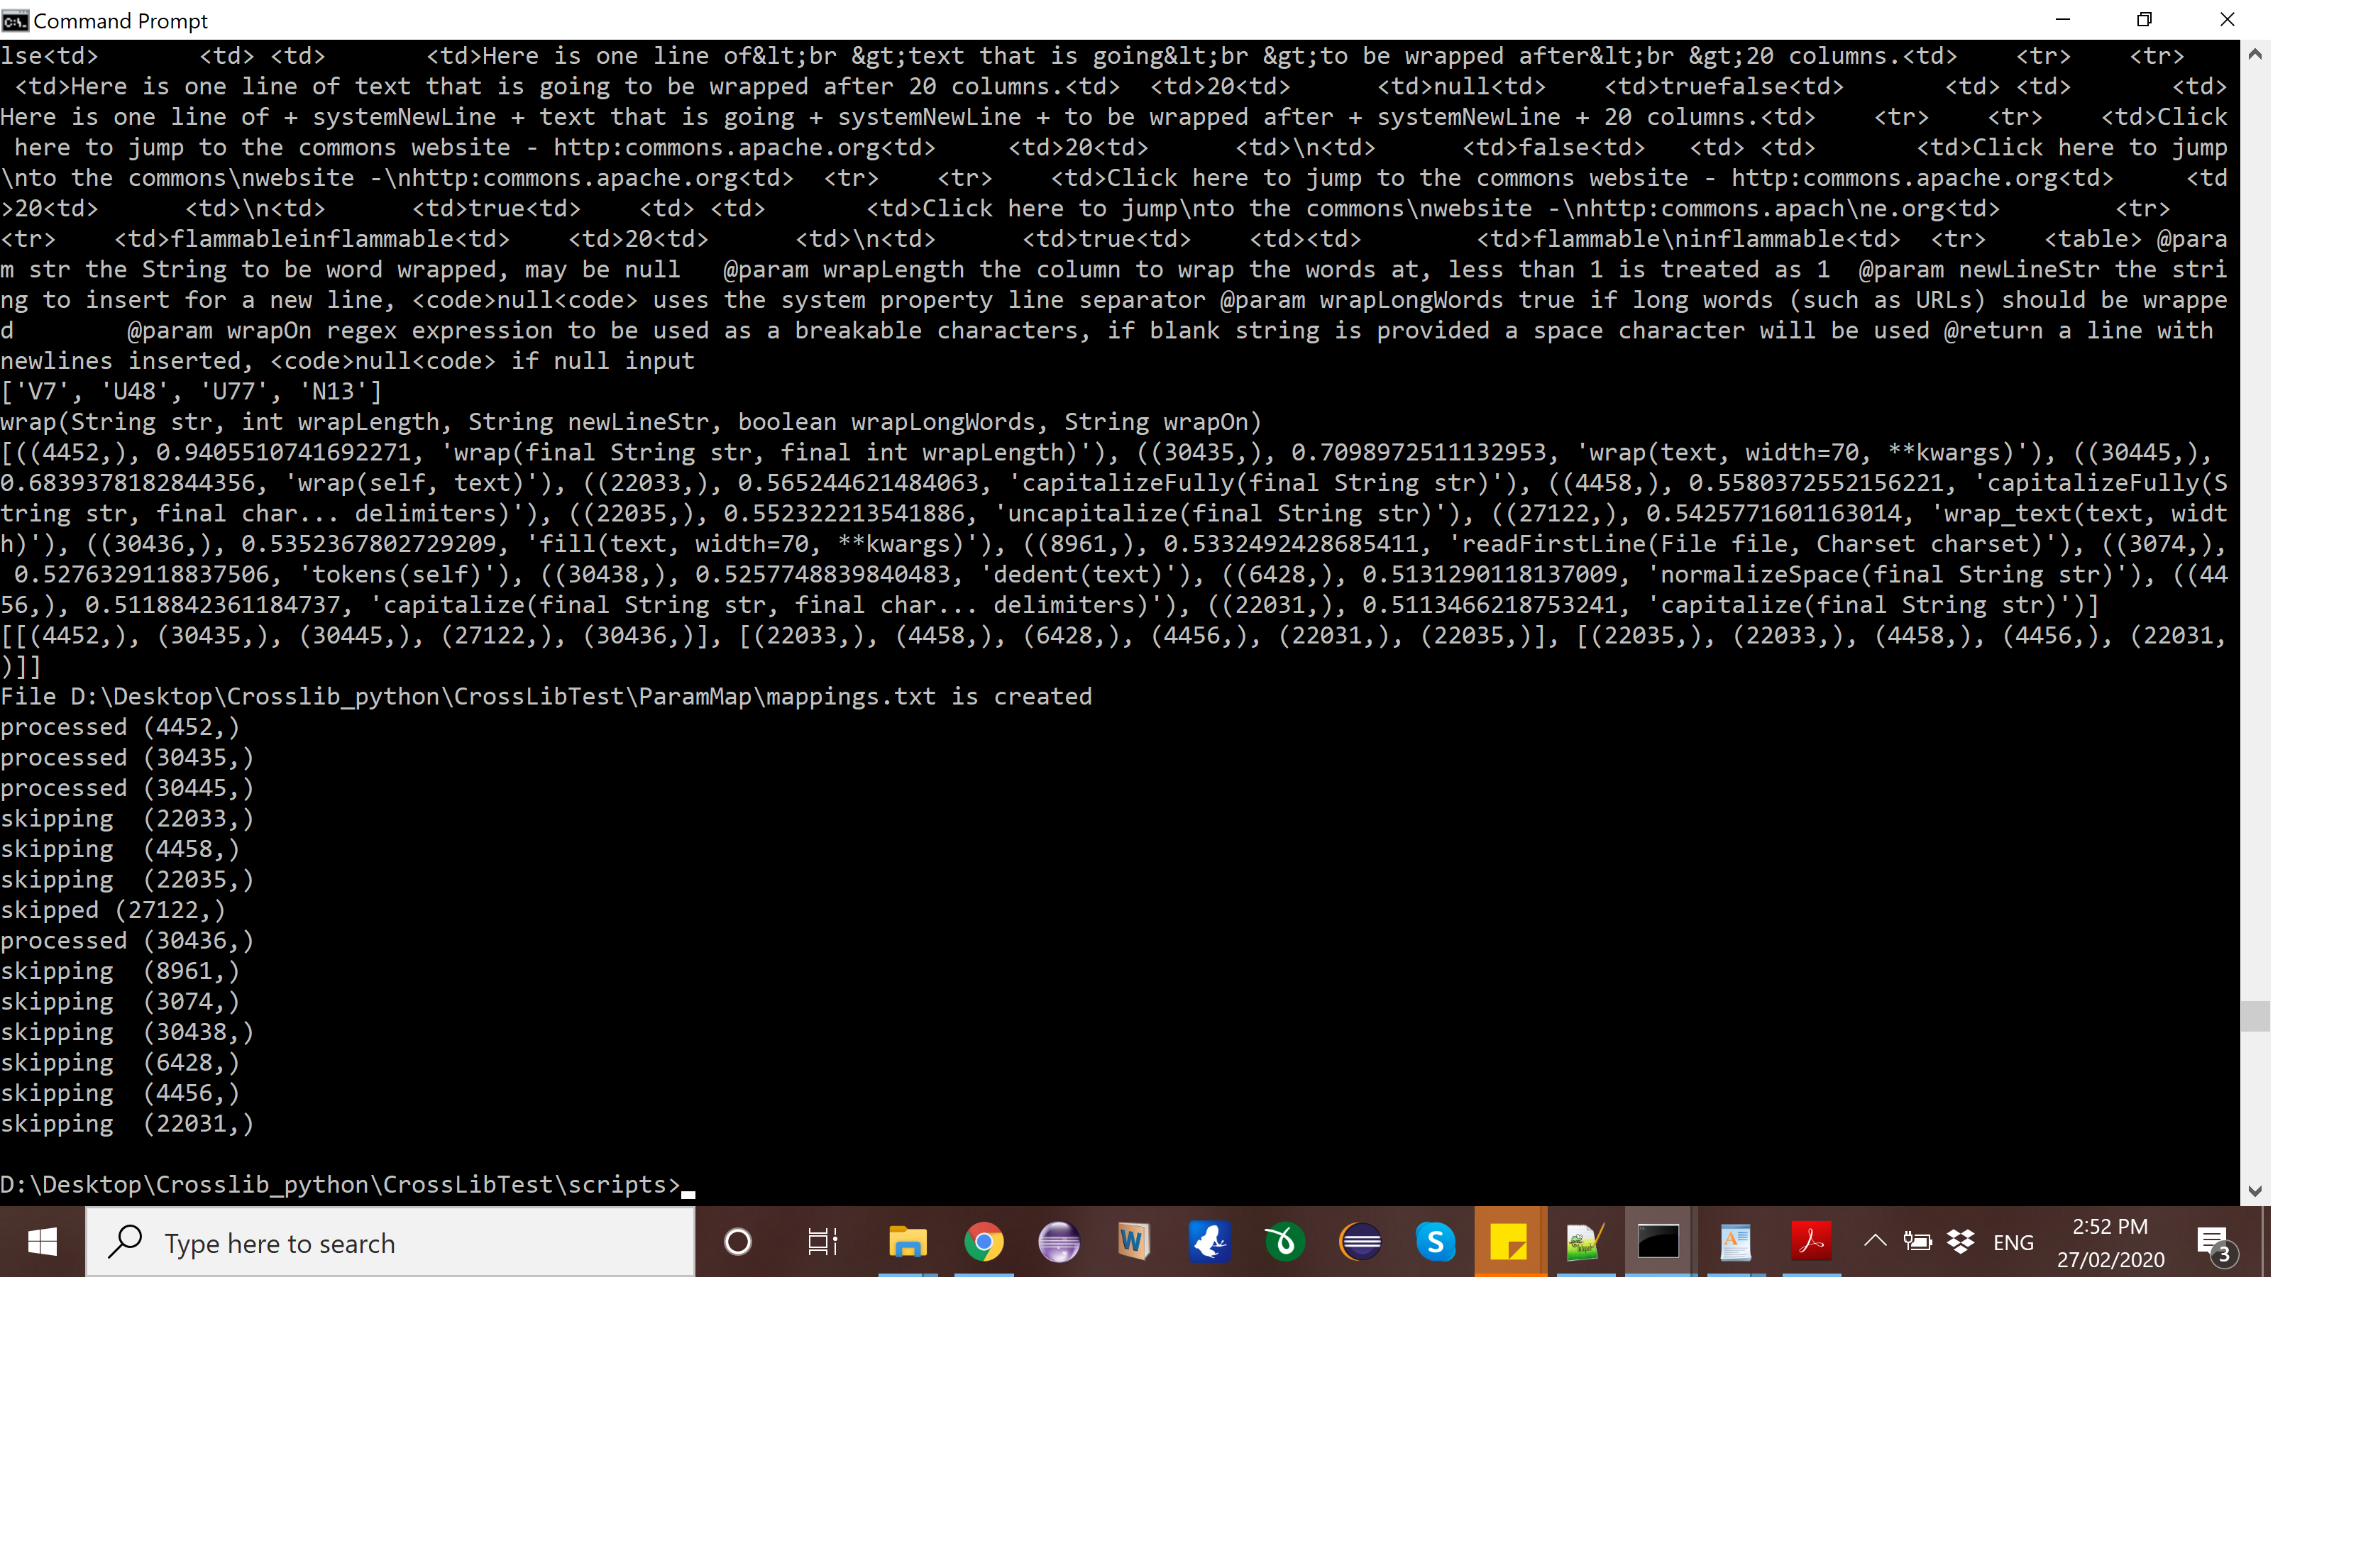 Command Prompt
lse<td>       <td> <td>       <td>Here is one line of&lt;br &gt;text that is going&lt;br &gt;to be wrapped after&lt;br &gt;20 columns.<td>    <tr>    <tr>
 <td>Here is one line of text that is going to be wrapped after 20 columns.<td>  <td>20<td>      <td>null<td>    <td>truefalse<td>       <td> <td>       <td>
Here is one line of + systemNewLine + text that is going + systemNewLine + to be wrapped after + systemNewLine + 20 columns.<td>    <tr>    <tr>    <td>Click
 here to jump to the commons website - http:commons.apache.org<td>     <td>20<td>      <td>\n<td>      <td>false<td>   <td> <td>       <td>Click here to jump
\nto the commons\nwebsite -\nhttp:commons.apache.org<td>  <tr>    <tr>    <td>Click here to jump to the commons website - http:commons.apache.org<td>     <td
>20<td>      <td>\n<td>      <td>true<td>    <td> <td>       <td>Click here to jump\nto the commons\nwebsite -\nhttp:commons.apach\ne.org<td>        <tr>
<tr>    <td>flammableinflammable<td>    <td>20<td>      <td>\n<td>      <td>true<td>    <td><td>        <td>flammable\ninflammable<td>  <tr>    <table> @para
m str the String to be word wrapped, may be null   @param wrapLength the column to wrap the words at, less than 1 is treated as 1  @param newLineStr the stri
ng to insert for a new line, <code>null<code> uses the system property line separator @param wrapLongWords true if long words (such as URLs) should be wrappe
d        @param wrapOn regex expression to be used as a breakable characters, if blank string is provided a space character will be used @return a line with
newlines inserted, <code>null<code> if null input
['V7', 'U48', 'U77', 'N13']
wrap(String str, int wrapLength, String newLineStr, boolean wrapLongWords, String wrapOn)
[((4452,), 0.9405510741692271, 'wrap(final String str, final int wrapLength)'), ((30435,), 0.7098972511132953, 'wrap(text, width=70, **kwargs)'), ((30445,),
0.6839378182844356, 'wrap(self, text)'), ((22033,), 0.565244621484063, 'capitalizeFully(final String str)'), ((4458,), 0.5580372552156221, 'capitalizeFully(S
tring str, final char... delimiters)'), ((22035,), 0.552322213541886, 'uncapitalize(final String str)'), ((27122,), 0.5425771601163014, 'wrap_text(text, widt
h)'), ((30436,), 0.5352367802729209, 'fill(text, width=70, **kwargs)'), ((8961,), 0.5332492428685411, 'readFirstLine(File file, Charset charset)'), ((3074,),
 0.5276329118837506, 'tokens(self)'), ((30438,), 0.5257748839840483, 'dedent(text)'), ((6428,), 0.5131290118137009, 'normalizeSpace(final String str)'), ((44
56,), 0.5118842361184737, 'capitalize(final String str, final char... delimiters)'), ((22031,), 0.5113466218753241, 'capitalize(final String str)')]
[[(4452,), (30435,), (30445,), (27122,), (30436,)], [(22033,), (4458,), (6428,), (4456,), (22031,), (22035,)], [(22035,), (22033,), (4458,), (4456,), (22031,
)]]
File D:\Desktop\Crosslib_python\CrossLibTest\ParamMap\mappings.txt is created
processed (4452,)
processed (30435,)
processed (30445,)
skipping  (22033,)
skipping  (4458,)
skipping  (22035,)
skipped (27122,)
processed (30436,)
skipping  (8961,)
skipping  (3074,)
skipping  (30438,)
skipping  (6428,)
skipping  (4456,)
skipping  (22031,)
D:\Desktop\Crosslib_python\CrossLibTest\scripts>
Type here to search
ENG
2:52 PM
27/02/2020
3